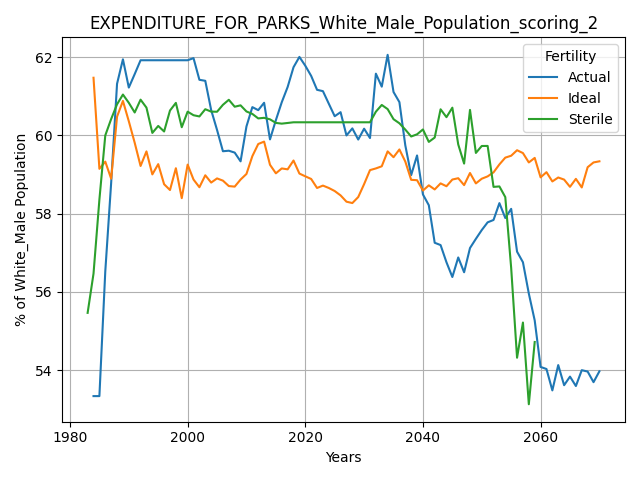 EXPENDITURE_FOR_PARKS_White_Male_Population_scoring_2
Fertility
Actual
Ideal
Sterile
% of White_Male Population
62
60
58
56
54
1980
2000
2020
2040
2060
Years